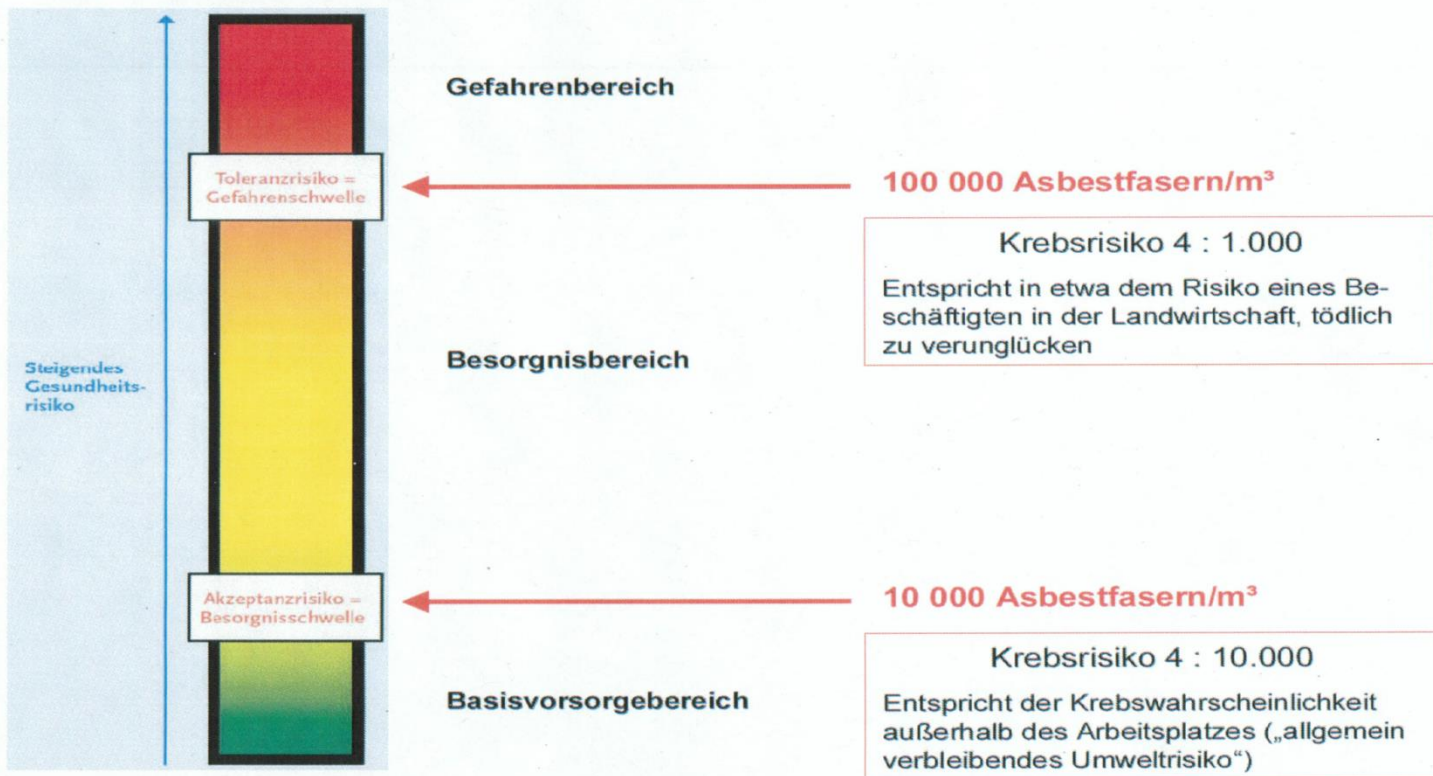 Gefahrenbereich
Toleranzrisiko =
Gefahrenschwelle
100 000 Asbestfasern/m³
Krebsrisiko 4 : 1.000
Entspricht in etwa dem Risiko eines Be-
schäftigten in der Landwirtschaft, tödlich
zu verunglücken
Besorgnisbereich
Steigendes
Gesundheits-
risiko
Akzeptanzrisiko =
Besorgnisschwelle
10 000 Asbestfasern/m³
Krebsrisiko 4 : 10.000
Entspricht der Krebswahrscheinlichkeit
außerhalb des Arbeitsplatzes („allgemein
verbleibendes Umweltrisiko“)
Basisvorsorgebereich